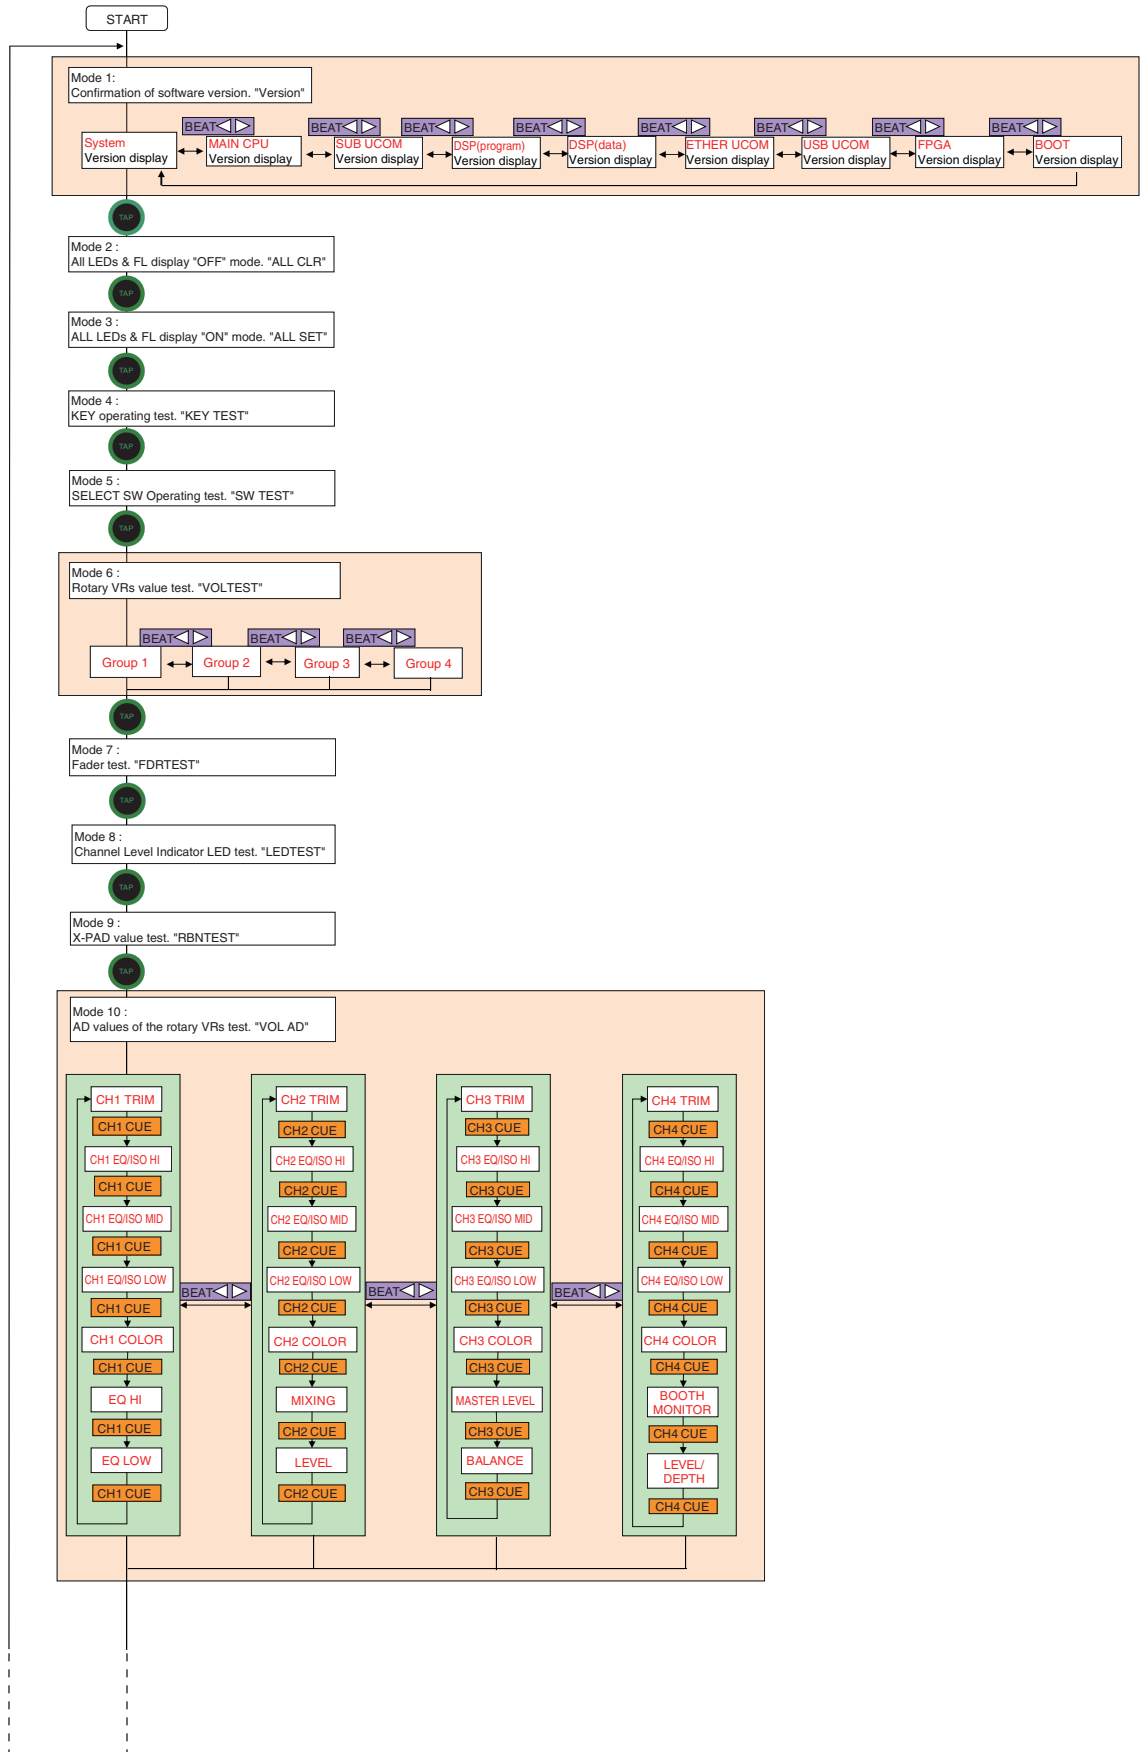 START
Mode 1:
Confirmation of software version. "Version"
BEAT
BEAT
BEAT
BEAT
BEAT
BEAT
BEAT
BEAT
System
Version display
MAIN CPU
Version display
SUB UCOM
Version display
DSP(program)
Version display
DSP(data)
Version display
ETHER UCOM
Version display
USB UCOM
Version display
FPGA
Version display
BOOT
Version display
TAP
Mode 2 :
All LEDs & FL display "OFF" mode. "ALL CLR"
TAP
Mode 3 :
ALL LEDs & FL display "ON" mode. "ALL SET"
TAP
Mode 4 :
KEY operating test. "KEY TEST"
TAP
Mode 5 :
SELECT SW Operating test. "SW TEST"
TAP
Mode 6 :
Rotary VRs value test. "VOLTEST"
BEAT
BEAT
BEAT
Group 1
Group 2
Group 3
Group 4
TAP
Mode 7 :
Fader test. "FDRTEST"
TAP
Mode 8 :
Channel Level Indicator LED test. "LEDTEST"
TAP
Mode 9 :
X-PAD value test. "RBNTEST"
TAP
Mode 10 :
AD values of the rotary VRs test. "VOL AD"
CH1 TRIM
CH1 CUE
CH1 EQ/ISO HI
CH1 CUE
CH1 EQ/ISO MID
CH1 CUE
CH1 EQ/ISO LOW
CH1 CUE
CH1 COLOR
CH1 CUE
EQ HI
CH1 CUE
EQ LOW
CH1 CUE
BEAT
CH2 TRIM
CH2 CUE
CH2 EQ/ISO HI
CH2 CUE
CH2 EQ/ISO MID
CH2 CUE
CH2 EQ/ISO LOW
CH2 CUE
CH2 COLOR
CH2 CUE
MIXING
CH2 CUE
LEVEL
CH2 CUE
BEAT
CH3 TRIM
CH3 CUE
CH3 EQ/ISO HI
CH3 CUE
CH3 EQ/ISO MID
CH3 CUE
CH3 EQ/ISO LOW
CH3 CUE
CH3 COLOR
CH3 CUE
MASTER LEVEL
CH3 CUE
BALANCE
CH3 CUE
BEAT
CH4 TRIM
CH4 CUE
CH4 EQ/ISO HI
CH4 CUE
CH4 EQ/ISO MID
CH4 CUE
CH4 EQ/ISO LOW
CH4 CUE
CH4 COLOR
CH4 CUE
BOOTH
MONITOR
CH4 CUE
LEVEL/
DEPTH
CH4 CUE